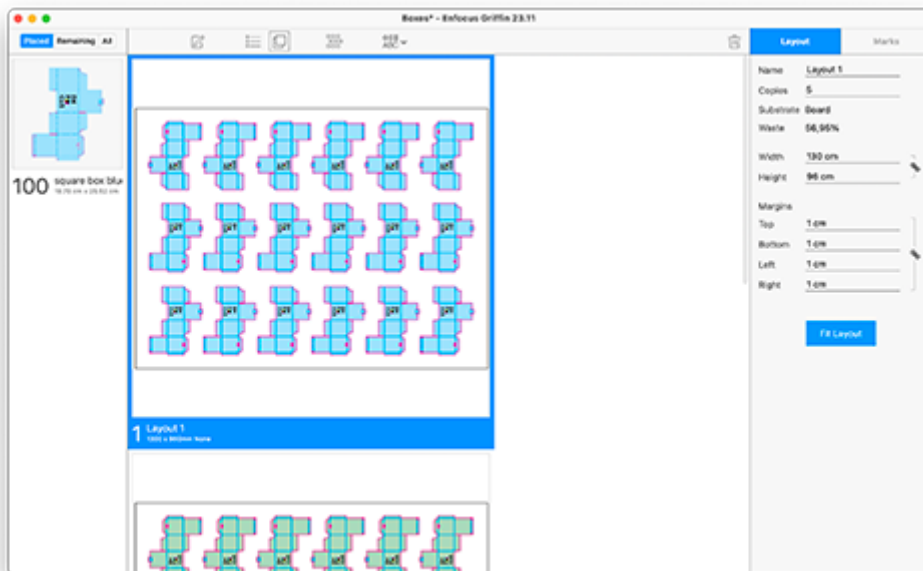 Boxes* - Enfocus Griffin 23.11
Placed Remaining All
Layout Marks
Name Layout 1
Copies 5
Substrate Board
Waste 56,95%
Width 130 cm
Height 96 cm
Margins
Top 1 cm
Bottom 1 cm
Left 1 cm
Right 1 cm
Fit Layout
100 square box blu
1 Layout 1